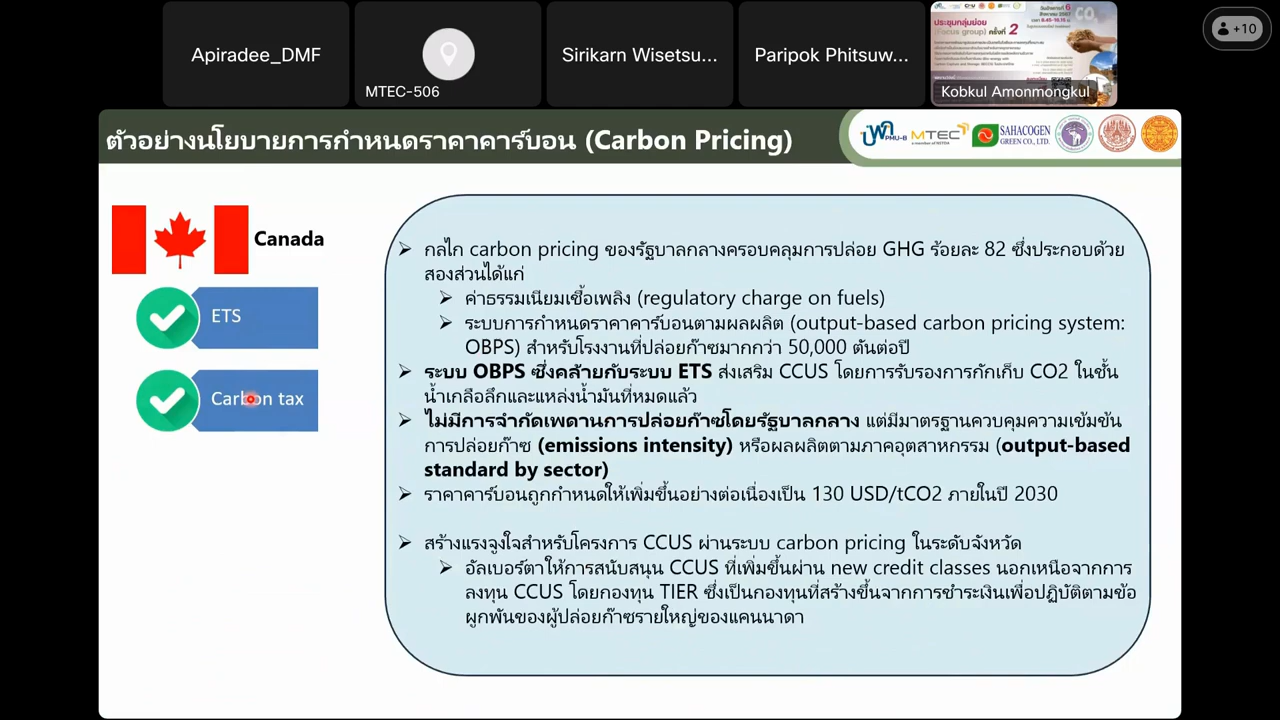 Apirn
MTEC-506
Sirikarn Wisetsu...
Paripok Phitsuw...
ประชุมกลุ่มย่อย
(Focus group) ครั้งที่ 2
Kobkul Amonmongkul
+10
ตัวอย่างนโยบายการกำหนดราคาคาร์บอน (Carbon Pricing)
PMU-B
MTEC
a member of NSTDA
SAHACOGEN
GREEN CO., LTD.
Canada
ETS
Carbon tax
➢ กลไก carbon pricing ของรัฐบาลกลางครอบคลุมการปล่อย GHG ร้อยละ 82 ซึ่งประกอบด้วย
สองส่วนได้แก่
➢ ค่าธรรมเนียมเชื้อเพลิง (regulatory charge on fuels)
➢ ระบบการกำหนดราคาคาร์บอนตามผลผลิต (output-based carbon pricing system:
OBPS) สำหรับโรงงานที่ปล่อยก๊าซมากกว่า 50,000 ตันต่อปี
➢ ระบบ OBPS ซึ่งคล้ายกับระบบ ETS ส่งเสริม CCUS โดยการรับรองการกักเก็บ CO2 ในชั้น
น้ำเกลือลึกและแหล่งน้ำมันที่หมดแล้ว
➢ ไม่มีการจำกัดเพดานการปล่อยก๊าซโดยรัฐบาลกลาง แต่มีมาตรฐานควบคุมความเข้มข้น
การปล่อยก๊าซ (emissions intensity) หรือผลผลิตตามภาคอุตสาหกรรม (output-based
standard by sector)
➢ ราคาคาร์บอนถูกกำหนดให้เพิ่มขึ้นอย่างต่อเนื่องเป็น 130 USD/tCO2 ภายในปี 2030
➢ สร้างแรงจูงใจสำหรับโครงการ CCUS ผ่านระบบ carbon pricing ในระดับจังหวัด
➢ อัลเบอร์ตาให้การสนับสนุน CCUS ที่เพิ่มขึ้นผ่าน new credit classes นอกเหนือจากการ
ลงทุน CCUS โดยกองทุน TIER ซึ่งเป็นกองทุนที่สร้างขึ้นจากการชำระเงินเพื่อปฏิบัติตามข้อ
ผูกพันของผู้ปล่อยก๊าซรายใหญ่ของแคนนาดา